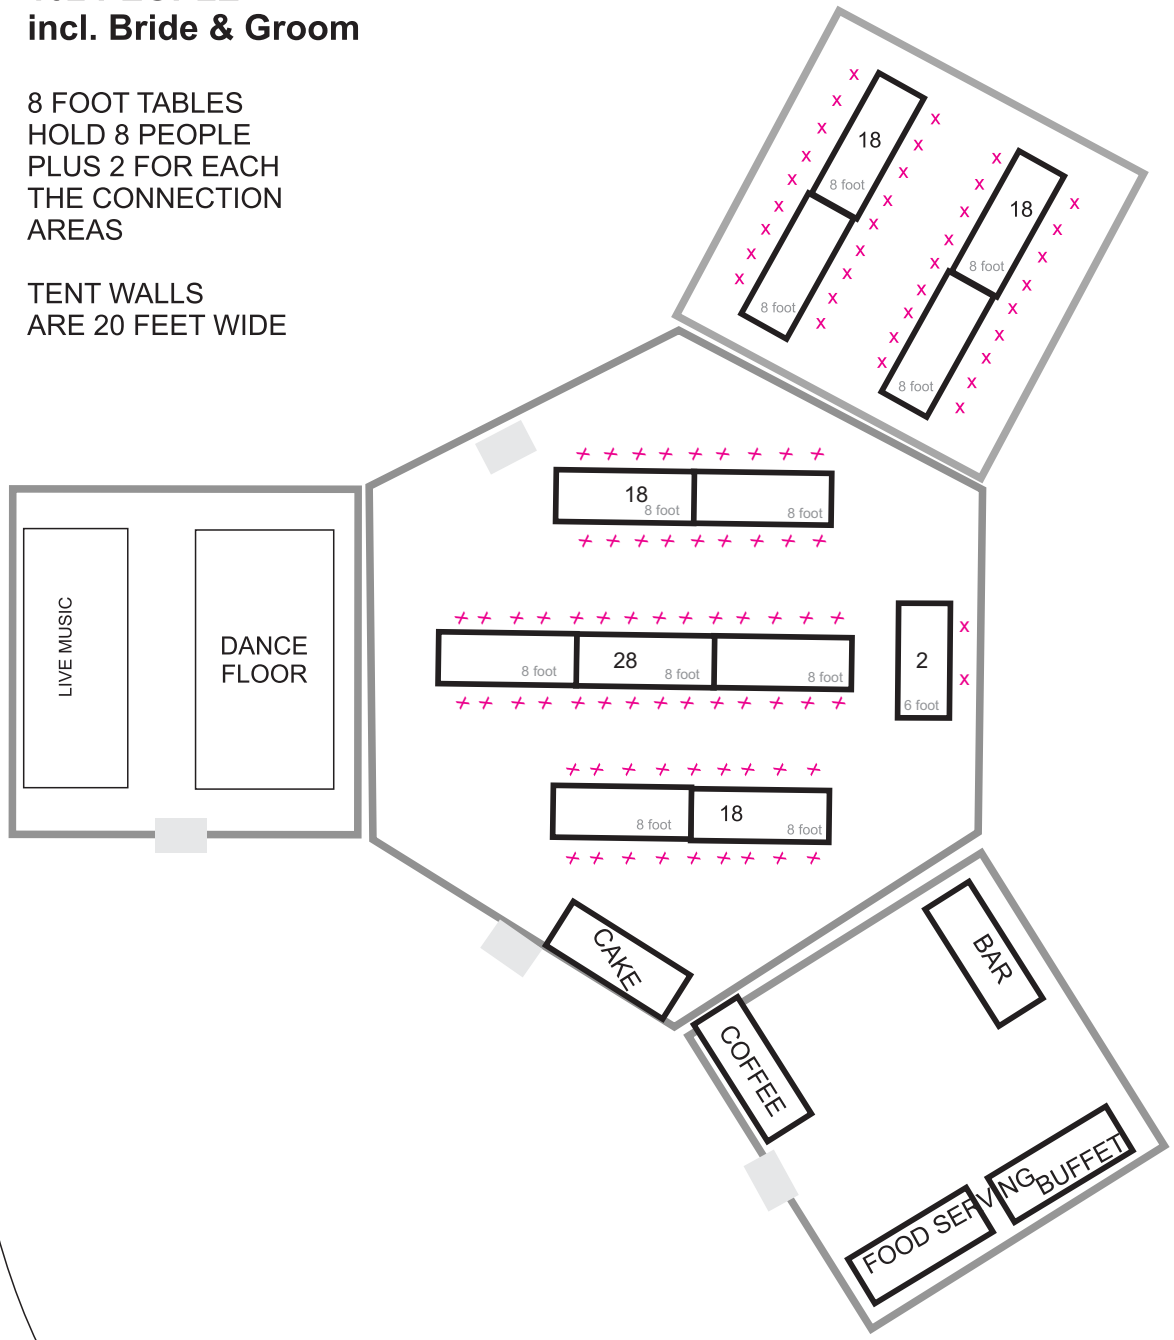 incl. Bride & Groom
8 FOOT TABLES
HOLD 8 PEOPLE
PLUS 2 FOR EACH
THE CONNECTION
AREAS
TENT WALLS
ARE 20 FEET WIDE
18
8 foot
8 foot
18
8 foot
8 foot
18
8 foot
8 foot
8 foot
28
8 foot
8 foot
2
6 foot
8 foot
18
8 foot
LIVE MUSIC
DANCE
FLOOR
CAKE
BAR
COFFEE
FOOD SERVING
BUFFET